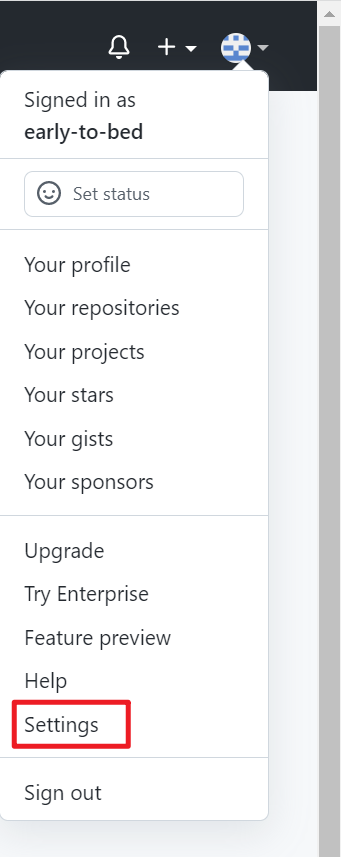 Signed in as
early-to-bed
Set status
Your profile
Your repositories
Your projects
Your stars
Your gists
Your sponsors
Upgrade
Try Enterprise
Feature preview
Help
Settings
Sign out